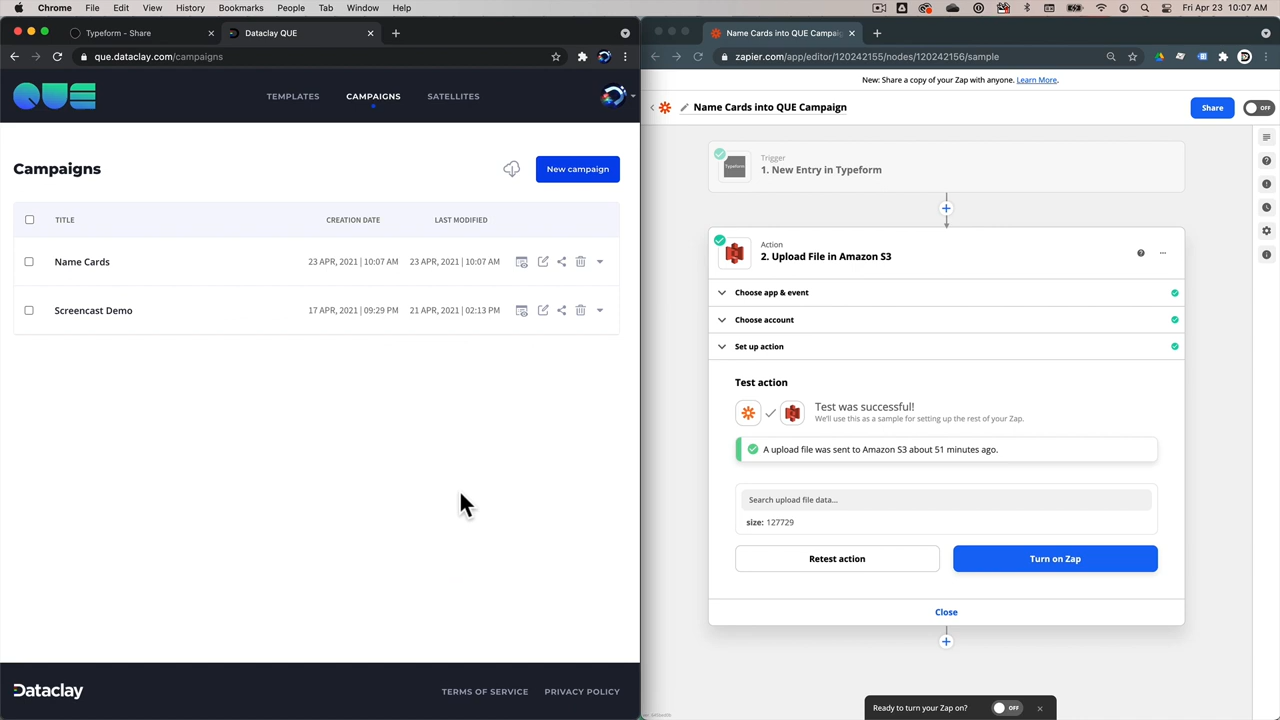 Chrome File Edit View History Bookmarks People Tab Window Help
Fri Apr 23 10:07 AM
Typeform - Share
Dataclay QUE
que.dataclay.com/campaigns
QUE
TEMPLATES CAMPAIGNS SATELLITES
Campaigns
New campaign
TITLE CREATION DATE LAST MODIFIED
Name Cards 23 APR, 2021 | 10:07 AM 23 APR, 2021 | 10:07 AM
Screencast Demo 17 APR, 2021 | 09:29 PM 21 APR, 2021 | 02:13 PM
Dataclay
TERMS OF SERVICE PRIVACY POLICY
Name Cards into QUE Campaig
zapier.com/app/editor/120242155/nodes/120242156/sample
New: Share a copy of your Zap with anyone. Learn More.
Name Cards into QUE Campaign
Share
OFF
Typeform
Trigger
1. New Entry in Typeform
Action
2. Upload File in Amazon S3
Choose app & event
Choose account
Set up action
Test action
Test was successful!
We'll use this as a sample for setting up the rest of your Zap.
A upload file was sent to Amazon S3 about 51 minutes ago.
Search upload file data...
size: 127729
Retest action
Turn on Zap
Close
Ready to turn your Zap on?
OFF